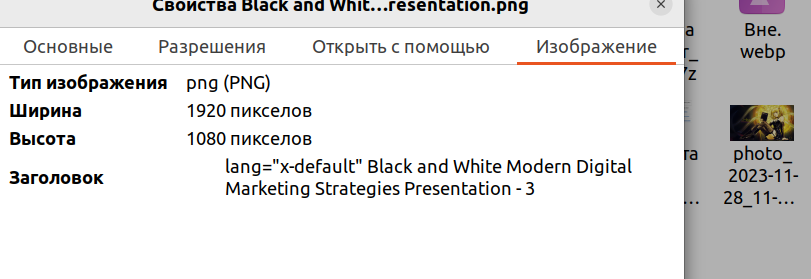 Свойства Black and Whit…resentation.png
Основные
Разрешения
Открыть с помощью
Изображение
Тип изображения png (PNG)
Ширина 1920 пикселов
Высота 1080 пикселов
Заголовок lang="x-default" Black and White Modern Digital
Marketing Strategies Presentation - 3
Вне.
webp
photo_
2023-11-
28_11-…